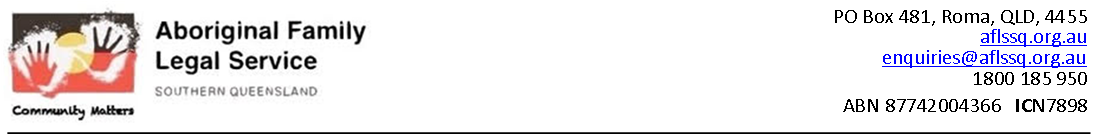 Aboriginal Family
Legal Service
SOUTHERN QUEENSLAND
Community Matters
PO Box 481, Roma, QLD, 4455
aflssq.org.au
enquiries@aflssq.org.au
1800 185 950
ABN 87742004366 ICN7898